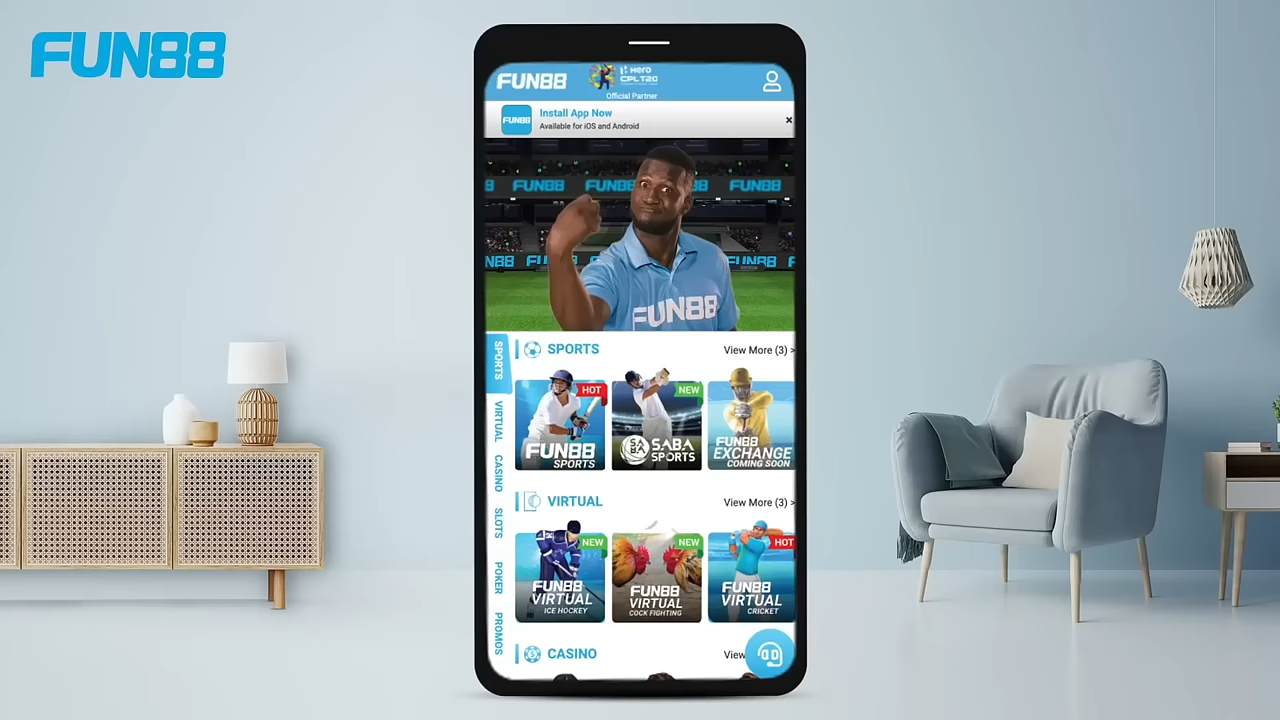 FUN88
FUN88
Hero
CPLT20
Official Partner
FUN88
Install App Now
Available for iOS and Android
FUN88
FUN88
FUN88
FUN88
FUN88
SPORTS
SPORTS
View More (3) >
HOT
FUN88
SPORTS
NEW
SABA
SABA
SPORTS
FUN88
EXCHANGE
COMING SOON
VIRTUAL
VIRTUAL
View More (3) >
CASINO
SLOTS
NEW
FUN88
VIRTUAL
ICE HOCKEY
NEW
FUN88
VIRTUAL
COCK FIGHTING
HOT
FUN88
VIRTUAL
CRICKET
POKER
PROMOS
CASINO
View